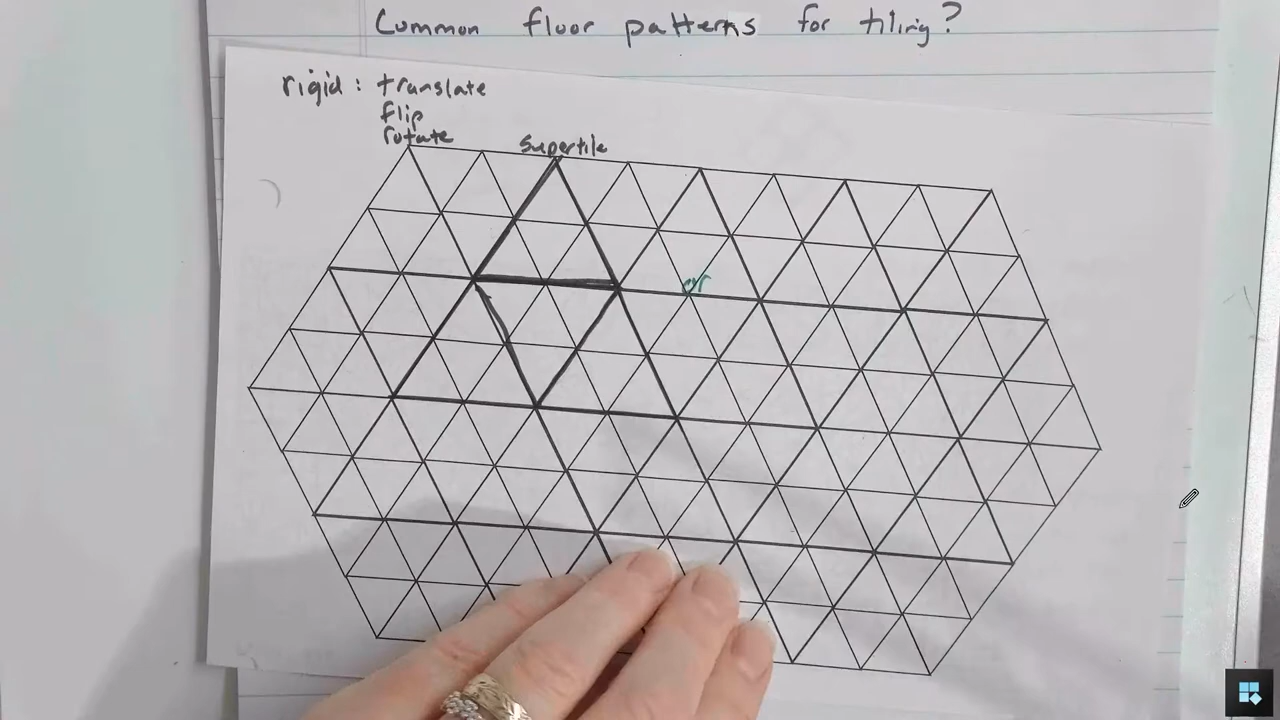 Common floor patterns for tiling?
rigid: translate
flip
rotate
supertile
or